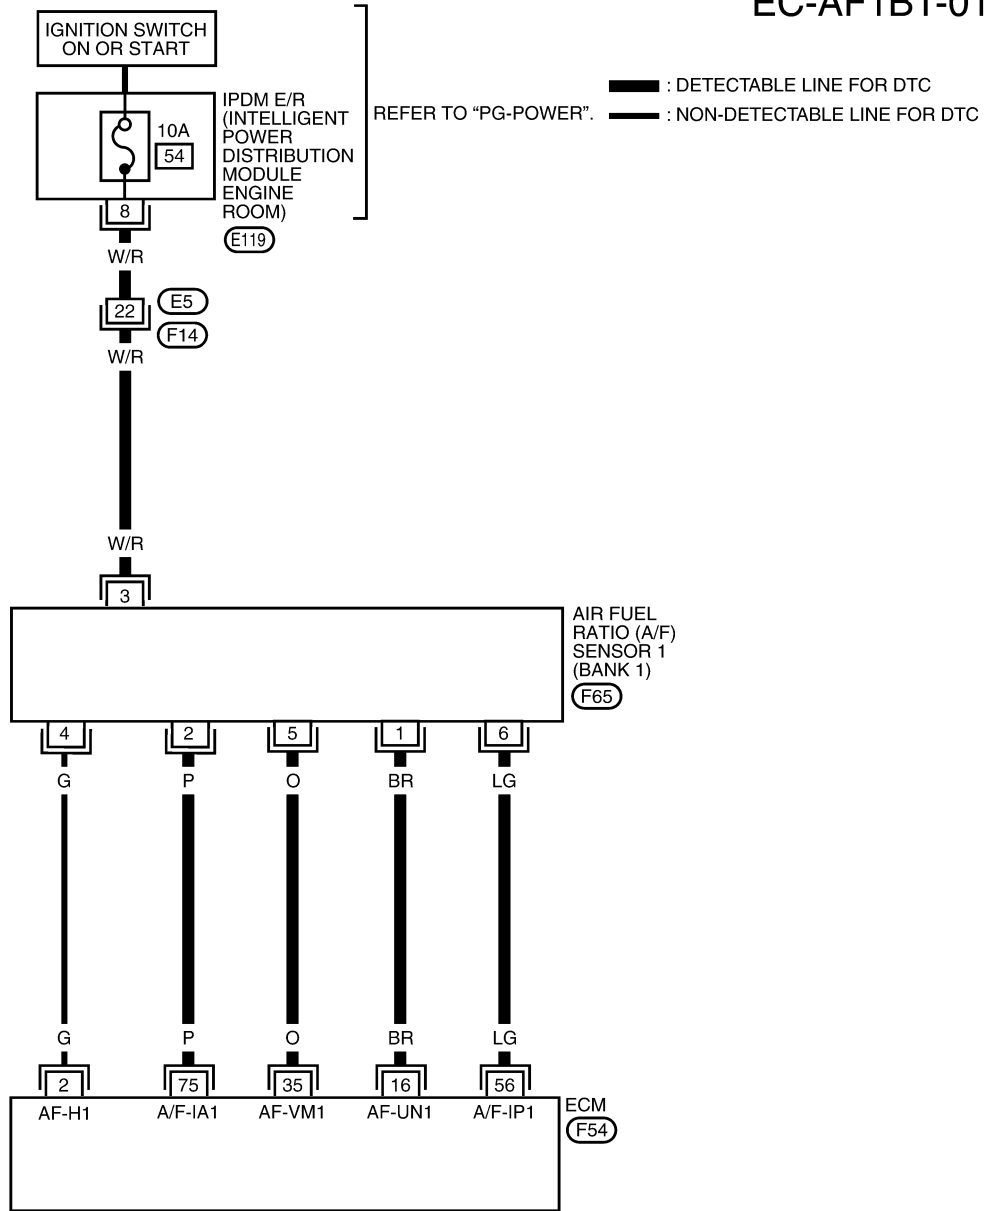 EC-AF1B1-01
IGNITION SWITCH
ON OR START
IPDM E/R
(INTELLIGENT
POWER
DISTRIBUTION
MODULE
ENGINE
ROOM)
E119
10A
54
8
REFER TO “PG-POWER”.
: DETECTABLE LINE FOR DTC
: NON-DETECTABLE LINE FOR DTC
W/R
22
E5
F14
W/R
W/R
3
AIR FUEL
RATIO (A/F)
SENSOR 1
(BANK 1)
F65
4 2 5 1 6
G P O BR LG
G P O BR LG
2 75 35 16 56
AF-H1 A/F-IA1 AF-VM1 AF-UN1 A/F-IP1
ECM
F54